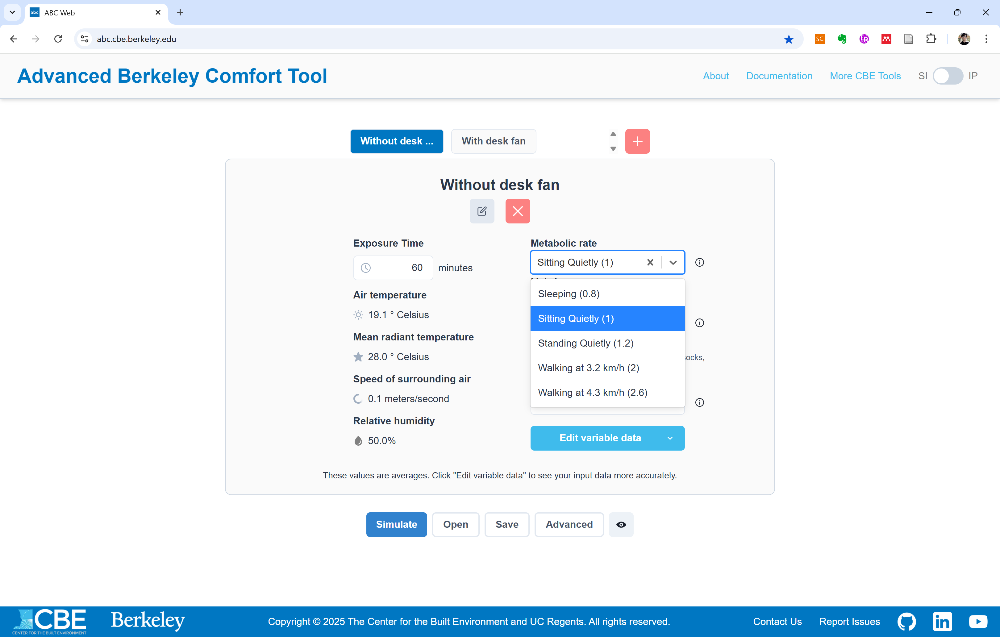 abc
ABC Web
abc.cbe.berkeley.edu
SC
Advanced Berkeley Comfort Tool
About
Documentation
More CBE Tools
SI
IP
Without desk ...
With desk fan
Without desk fan
Exposure Time
60 minutes
Air temperature
19.1 ° Celsius
Mean radiant temperature
28.0 ° Celsius
Speed of surrounding air
0.1 meters/second
Relative humidity
50.0%
Metabolic rate
Sitting Quietly (1)
Sleeping (0.8)
Sitting Quietly (1)
Standing Quietly (1.2)
Walking at 3.2 km/h (2)
Walking at 4.3 km/h (2.6)
socks,
Edit variable data
These values are averages. Click "Edit variable data" to see your input data more accurately.
Simulate
Open
Save
Advanced
CBE
CENTER FOR THE BUILT ENVIRONMENT
Berkeley
Copyright © 2025 The Center for the Built Environment and UC Regents. All rights reserved.
Contact Us
Report Issues
in